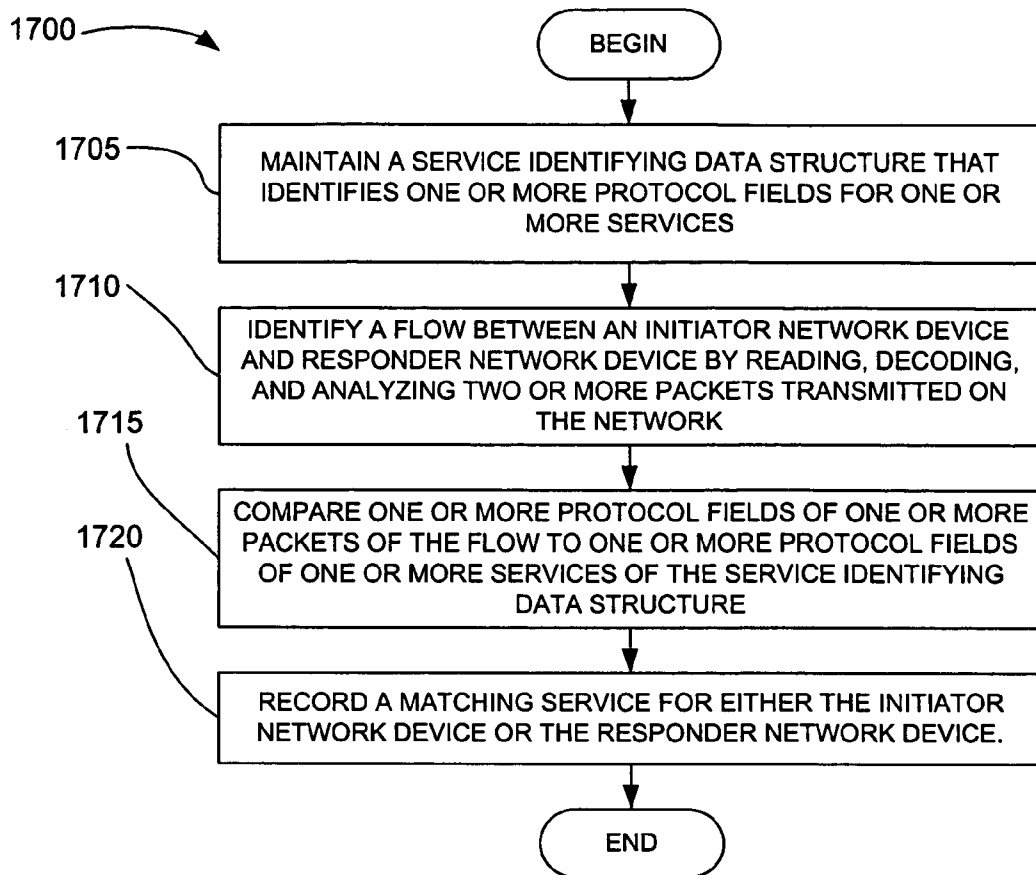 1700
BEGIN
1705
MAINTAIN A SERVICE IDENTIFYING DATA STRUCTURE THAT
IDENTIFIES ONE OR MORE PROTOCOL FIELDS FOR ONE OR
MORE SERVICES
1710
IDENTIFY A FLOW BETWEEN AN INITIATOR NETWORK DEVICE
AND RESPONDER NETWORK DEVICE BY READING, DECODING,
AND ANALYZING TWO OR MORE PACKETS TRANSMITTED ON
THE NETWORK
1715
COMPARE ONE OR MORE PROTOCOL FIELDS OF ONE OR MORE
PACKETS OF THE FLOW TO ONE OR MORE PROTOCOL FIELDS
OF ONE OR MORE SERVICES OF THE SERVICE IDENTIFYING
DATA STRUCTURE
1720
RECORD A MATCHING SERVICE FOR EITHER THE INITIATOR
NETWORK DEVICE OR THE RESPONDER NETWORK DEVICE.
END